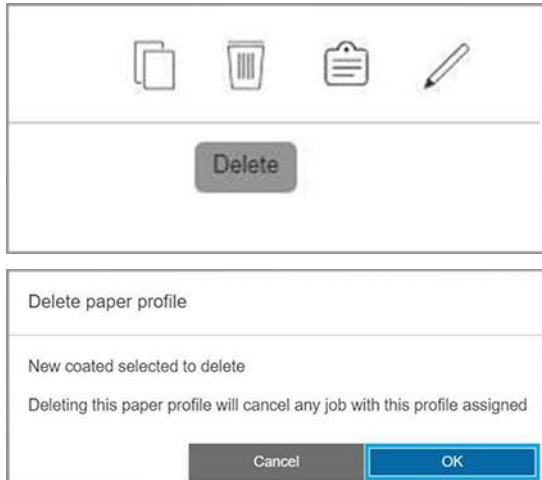 Delete
Delete paper profile
New coated selected to delete
Deleting this paper profile will cancel any job with this profile assigned
Cancel
OK